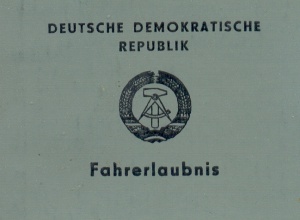 DEUTSCHE DEMOKRATISCHE
REPUBLIK
Fahrerlaubnis